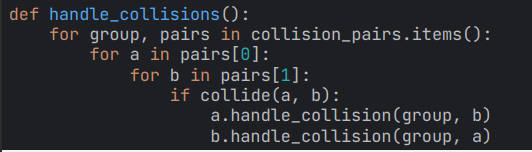 def handle_collisions():
    for group, pairs in collision_pairs.items():
        for a in pairs[0]:
            for b in pairs[1]:
                if collide(a, b):
                    a.handle_collision(group, b)
                    b.handle_collision(group, a)